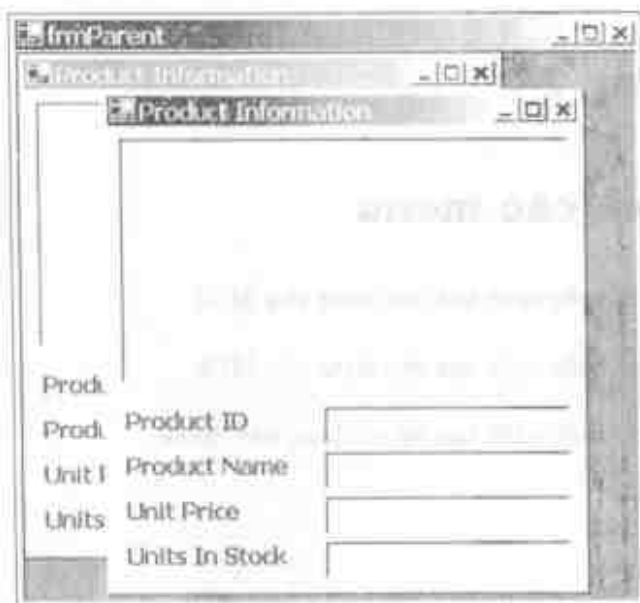 frmParent
Product Information
Product Information
Produ
Produ
Unit P
Units
Product ID
Product Name
Unit Price
Units In Stock